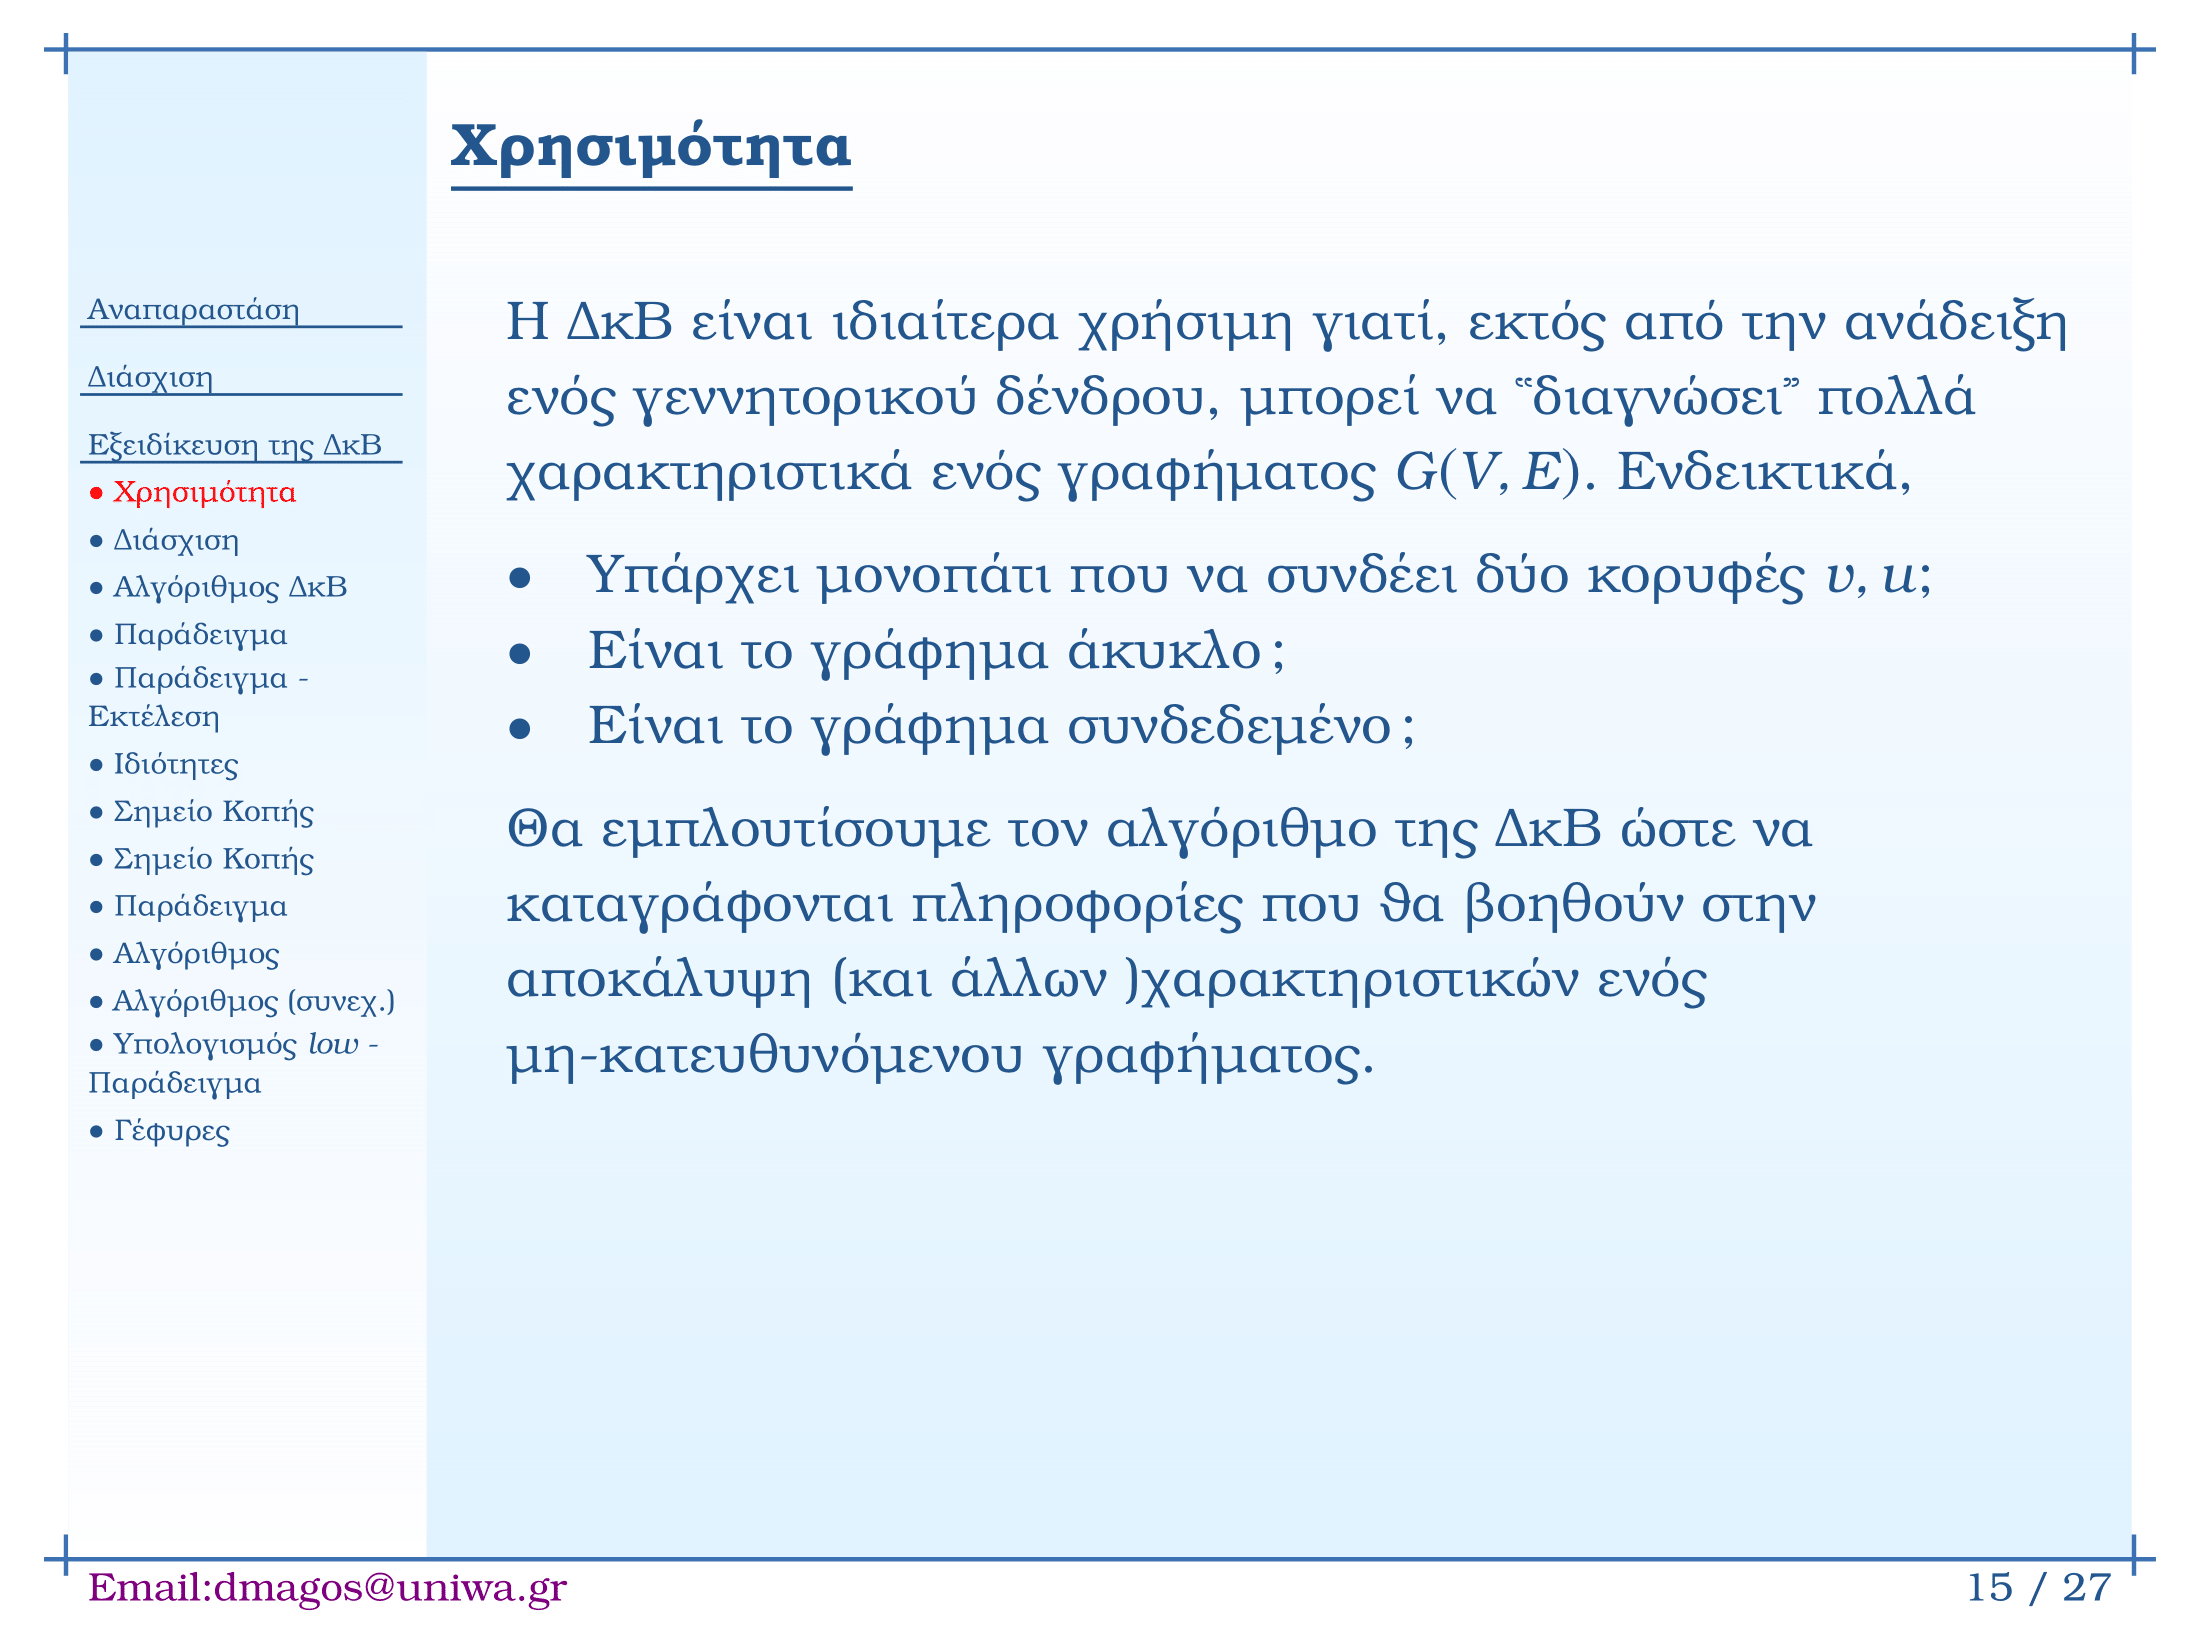 Χρησιμότητα
Αναπαραστάση
Διάσχιση
Εξειδίκευση της ΔκΒ
● Χρησιμότητα
● Διάσχιση
● Αλγόριθμος ΔκΒ
● Παράδειγμα
● Παράδειγμα -
Εκτέλεση
● Ιδιότητες
● Σημείο Κοπής
● Σημείο Κοπής
● Παράδειγμα
● Αλγόριθμος
● Αλγόριθμος (συνεχ.)
● Υπολογισμός low -
Παράδειγμα
● Γέφυρες
Η ΔκΒ είναι ιδιαίτερα χρήσιμη γιατί, εκτός από την ανάδειξη
ενός γεννητορικού δένδρου, μπορεί να “διαγνώσει” πολλά
χαρακτηριστικά ενός γραφήματος G(V, E). Ενδεικτικά,
● Υπάρχει μονοπάτι που να συνδέει δύο κορυφές v, u;
● Είναι το γράφημα άκυκλο ;
● Είναι το γράφημα συνδεδεμένο ;
Θα εμπλουτίσουμε τον αλγόριθμο της ΔκΒ ώστε να
καταγράφονται πληροφορίες που ϑα βοηθούν στην
αποκάλυψη (και άλλων )χαρακτηριστικών ενός
μη-κατευθυνόμενου γραφήματος.
Email:dmagos@uniwa.gr
15 / 27